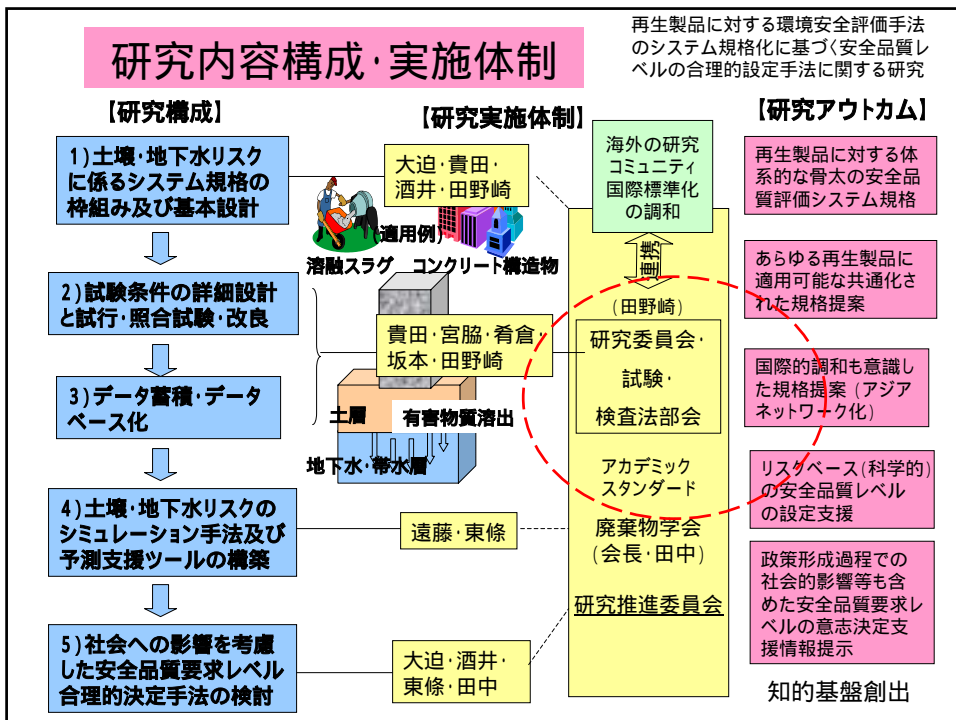 再生製品に対する環境安全評価手法
のシステム規格化に基づく安全品質レ
ベルの合理的設定手法に関する研究
研究内容構成・実施体制
【研究構成】
1)土壌・地下水リスク
に係るシステム規格の
枠組み及び基本設計
2)試験条件の詳細設計
と試行・照合試験・改良
3)データ蓄積・データ
ベース化
4)土壌・地下水リスクの
シミュレーション手法及び
予測支援ツールの構築
5)社会への影響を考慮
した安全品質要求レベル
合理的決定手法の検討
【研究実施体制】
大迫・貴田・
酒井・田野崎
(適用例)
溶融スラグ コンクリート構造物
貴田・宮脇・肴倉・
坂本・田野崎
土層 有害物質溶出
地下水・帯水層
遠藤・東條
大迫・酒井・
東條・田中
海外の研究
コミュニティ
国際標準化
の調和
連携
(田野崎)
研究委員会・
試験・
検査法部会
アカデミック
スタンダード
廃棄物学会
(会長・田中)
研究推進委員会
【研究アウトカム】
再生製品に対する体
系的な骨太の安全品
質評価システム規格
あらゆる再生製品に
適用可能な共通化さ
れた規格提案
国際的調和も意識し
た規格提案(アジア
ネットワーク化)
リスクベース(科学的)
の安全品質レベル
の設定支援
政策形成過程での
社会的影響等も含
めた安全品質要求レ
ベルの意志決定支
援情報提示
知的基盤創出